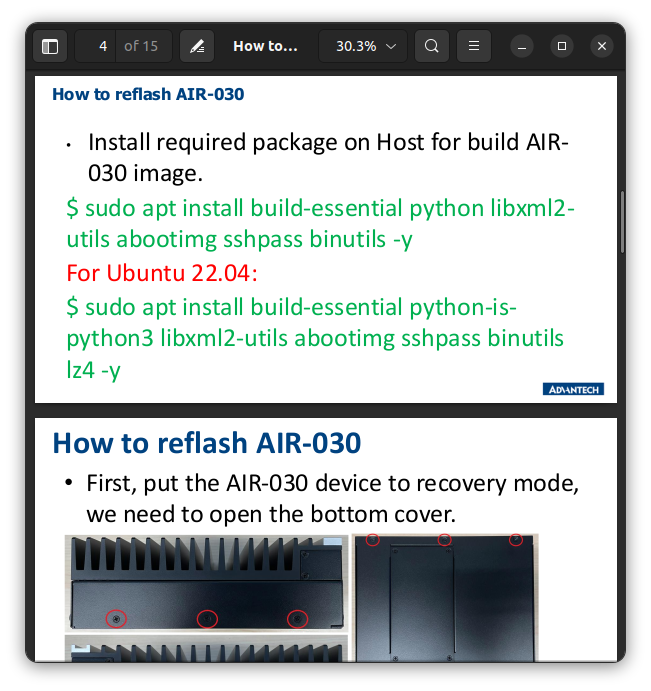 4
of 15
How to...
30.3%
How to reflash AIR-030
• Install required package on Host for build AIR-
030 image.
$ sudo apt install build-essential python libxml2-
utils abootimg sshpass binutils -y
For Ubuntu 22.04:
$ sudo apt install build-essential python-is-
python3 libxml2-utils abootimg sshpass binutils
lz4 -y
ADVANTECH
How to reflash AIR-030
• First, put the AIR-030 device to recovery mode,
we need to open the bottom cover.